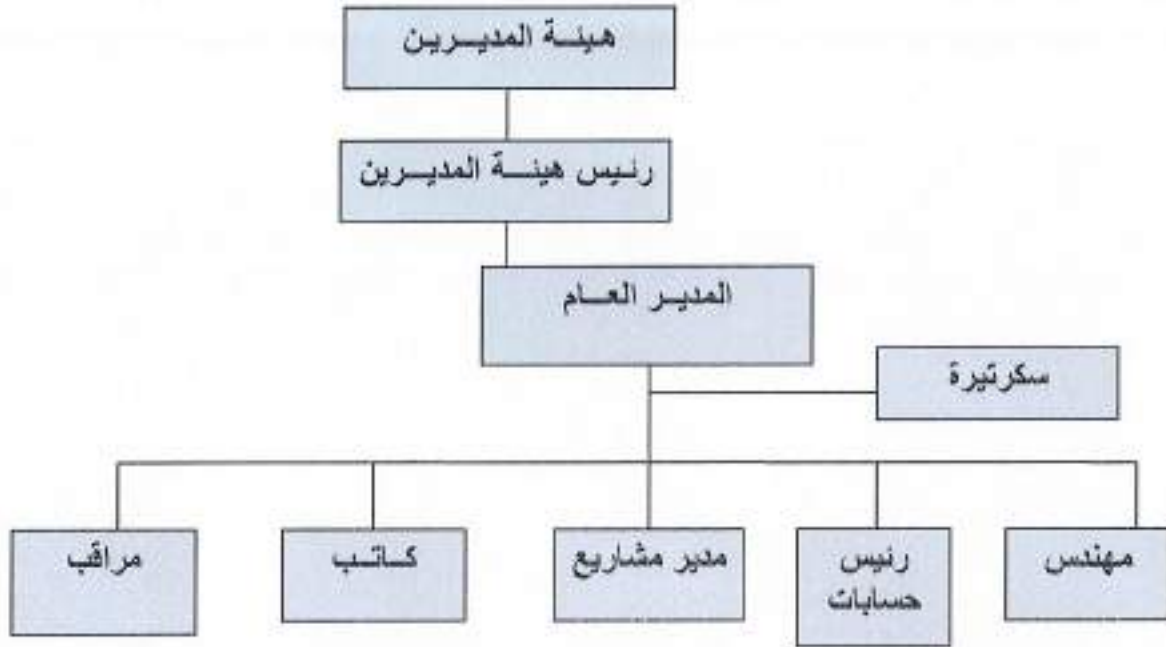 هيئة المديرين
رئيس هيئة المديرين
المدير العام
سكرتيرة
مهندس
رئيس
حسابات
مدير مشاريع
كاتب
مراقب